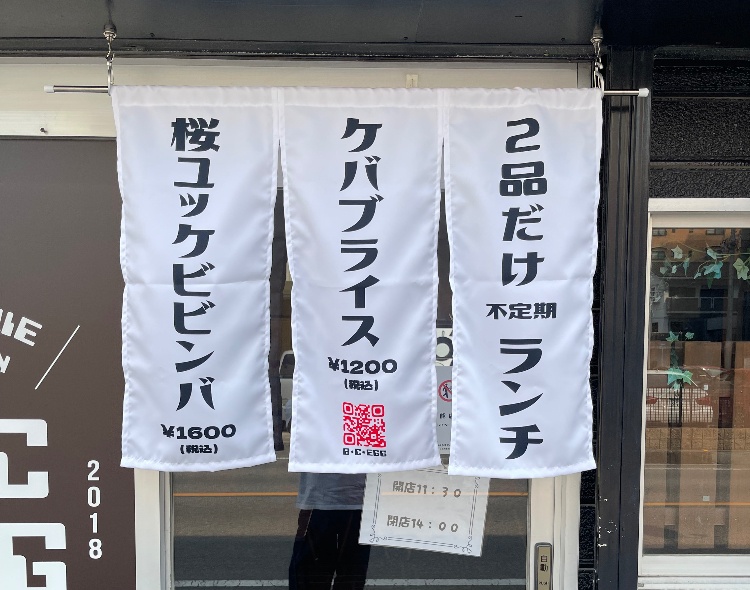 2品だけ
不定期
ランチ
ケバブライス
¥1200
(税込)
B・C・EGG
桜ユッケビビンバ
¥1600
(税込)
開店11:30
閉店14:00
自動
2018